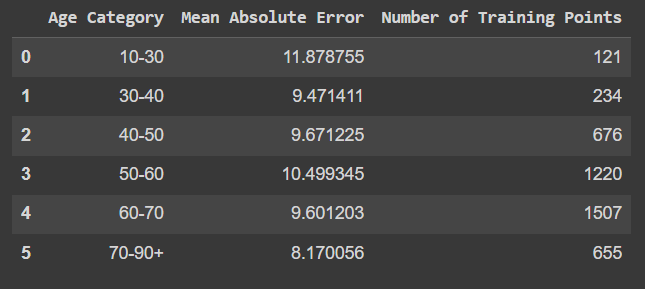 Age Category Mean Absolute Error Number of Training Points
0 10-30 11.878755 121
1 30-40 9.471411 234
2 40-50 9.671225 676
3 50-60 10.499345 1220
4 60-70 9.601203 1507
5 70-90+ 8.170056 655